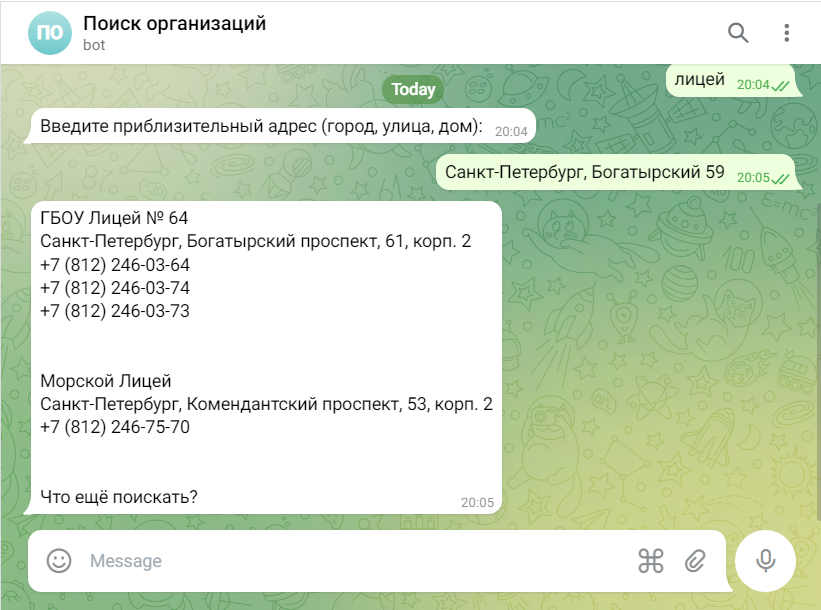 ПО
Поиск организаций
bot
лицей 20:04
Today
Введите приблизительный адрес (город, улица, дом): 20:04
Санкт-Петербург, Богатырский 59 20:05
ГБОУ Лицей № 64
Санкт-Петербург, Богатырский проспект, 61, корп. 2
+7 (812) 246-03-64
+7 (812) 246-03-74
+7 (812) 246-03-73
Морской Лицей
Санкт-Петербург, Комендантский проспект, 53, корп. 2
+7 (812) 246-75-70
Что ещё поискать? 20:05
Message